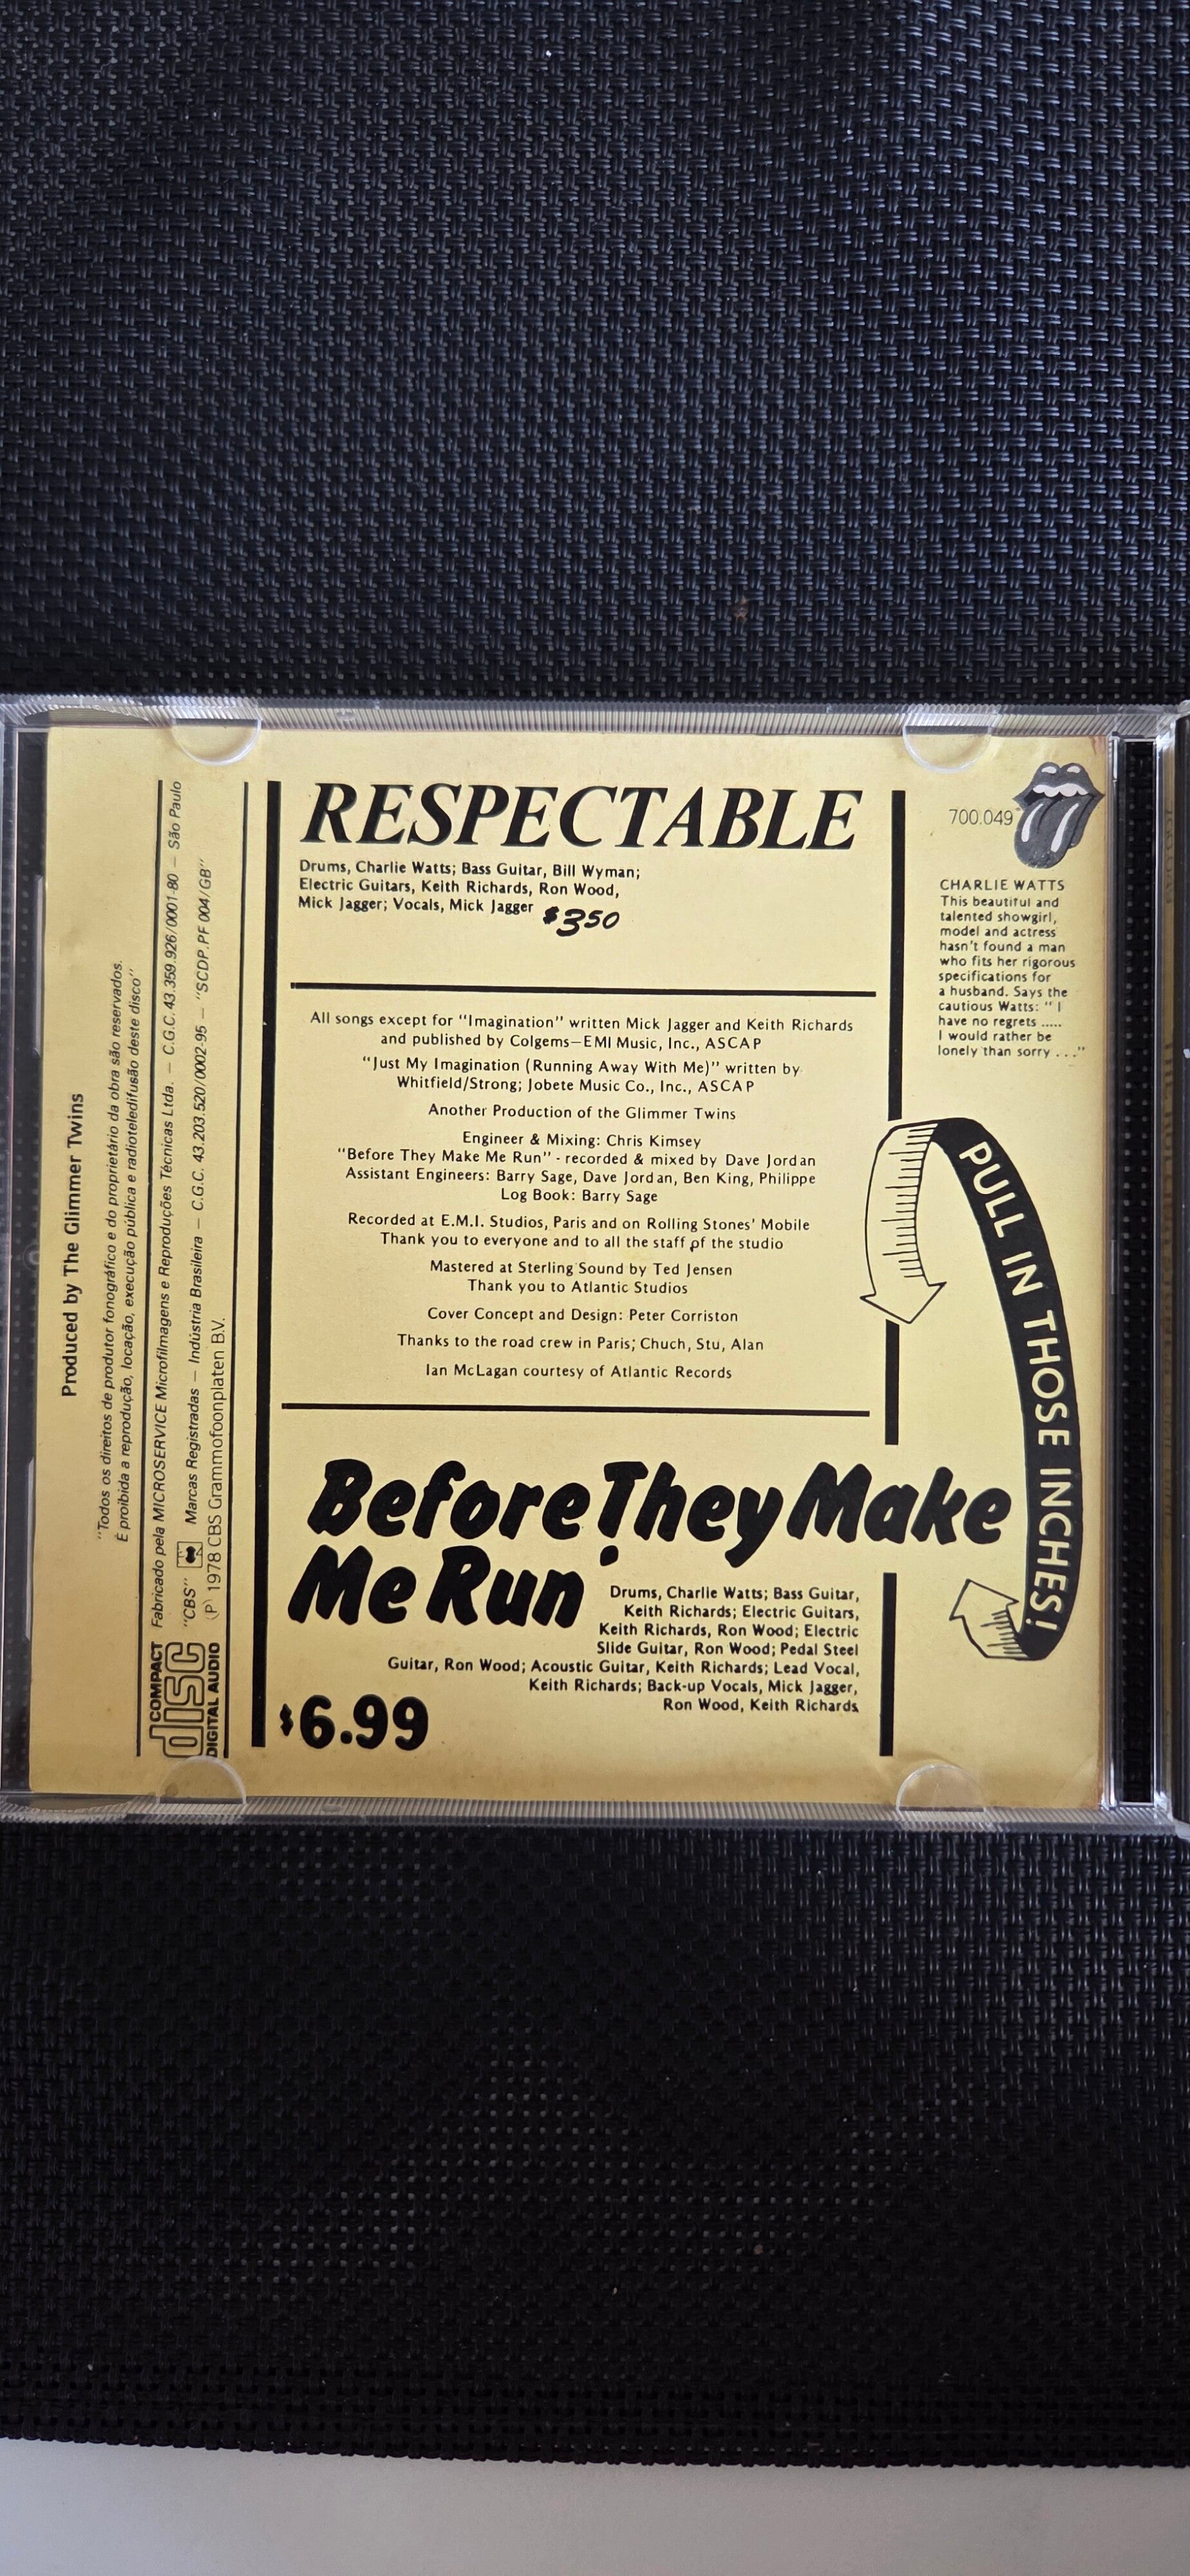 Produced by The Glimmer Twins
"Todos os direitos de produtor fonográfico e do proprietário da obra são reservados.
É proibida a reprodução, locação, execução pública e radioteledifusão deste disco"
Fabricado pela MICROSERVICE Microfilmagens e Reproduções Técnicas Ltda. — C.G.C. 43.359.926/0001-80 — São Paulo
"CBS" Marcas Registradas — Indústria Brasileira — C.G.C. 43.203.520/0002-95 — "SCDP.PF 004/GB"
(P) 1978 CBS Grammofoonplaten B.V.
COMPACT
disc
DIGITAL AUDIO
RESPECTABLE
Drums, Charlie Watts; Bass Guitar, Bill Wyman;
Electric Guitars, Keith Richards, Ron Wood,
Mick Jagger; Vocals, Mick Jagger $3.50
All songs except for "Imagination" written Mick Jagger and Keith Richards
and published by Colgems—EMI Music, Inc., ASCAP
"Just My Imagination (Running Away With Me)" written by
Whitfield/Strong; Jobete Music Co., Inc., ASCAP
Another Production of the Glimmer Twins
Engineer & Mixing: Chris Kimsey
"Before They Make Me Run" - recorded & mixed by Dave Jordan
Assistant Engineers: Barry Sage, Dave Jordan, Ben King, Philippe
Log Book: Barry Sage
Recorded at E.M.I. Studios, Paris and on Rolling Stones' Mobile
Thank you to everyone and to all the staff of the studio
Mastered at Sterling Sound by Ted Jensen
Thank you to Atlantic Studios
Cover Concept and Design: Peter Corriston
Thanks to the road crew in Paris; Chuch, Stu, Alan
Ian McLagan courtesy of Atlantic Records
Before They Make
Me Run
Drums, Charlie Watts; Bass Guitar,
Keith Richards; Electric Guitars,
Keith Richards, Ron Wood; Electric
Slide Guitar, Ron Wood; Pedal Steel
Guitar, Ron Wood; Acoustic Guitar, Keith Richards; Lead Vocal,
Keith Richards; Back-up Vocals, Mick Jagger,
Ron Wood, Keith Richards
$6.99
700.049
CHARLIE WATTS
This beautiful and
talented showgirl,
model and actress
hasn't found a man
who fits her rigorous
specifications for
a husband. Says the
cautious Watts: " I
have no regrets .....
I would rather be
lonely than sorry . . ."
PULL IN THOSE INCHES!